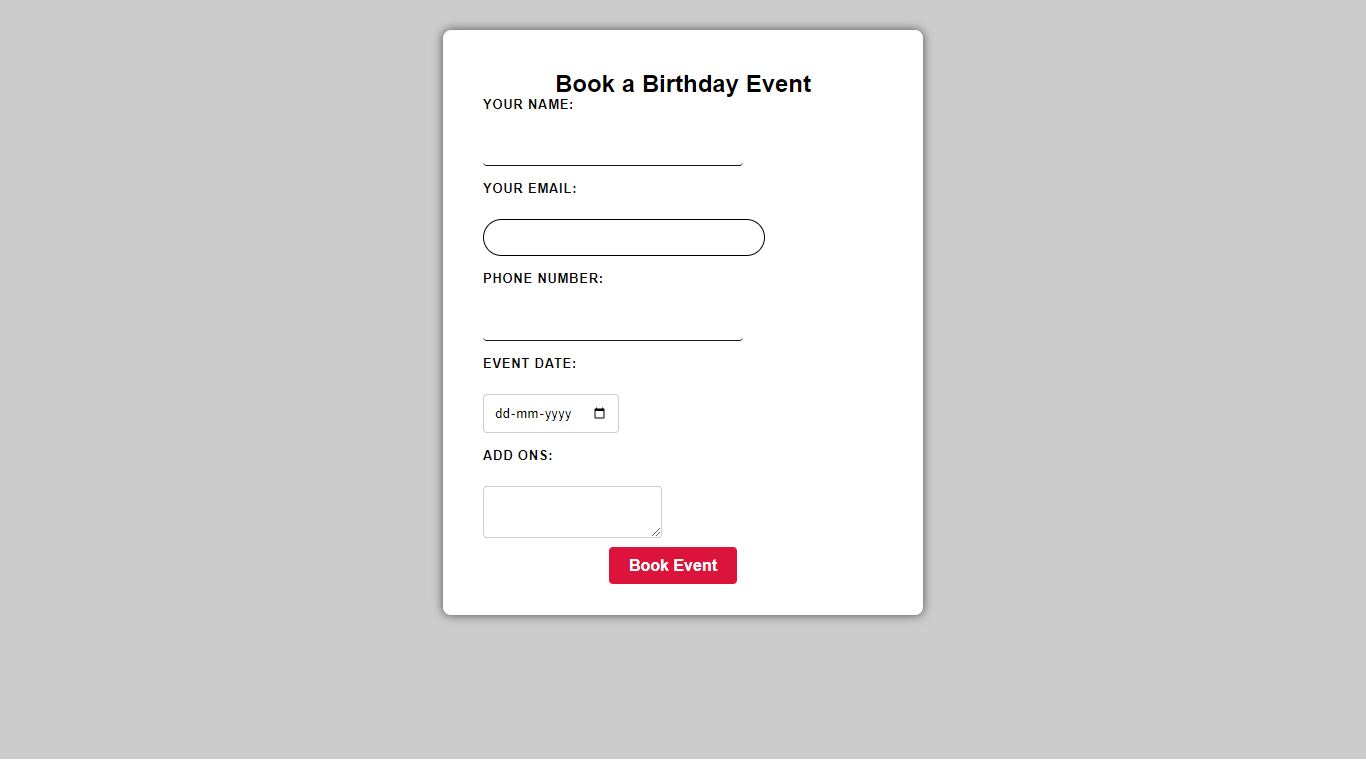 Book a Birthday Event
YOUR NAME:
YOUR EMAIL:
PHONE NUMBER:
EVENT DATE:
dd-mm-yyyy
ADD ONS:
Book Event